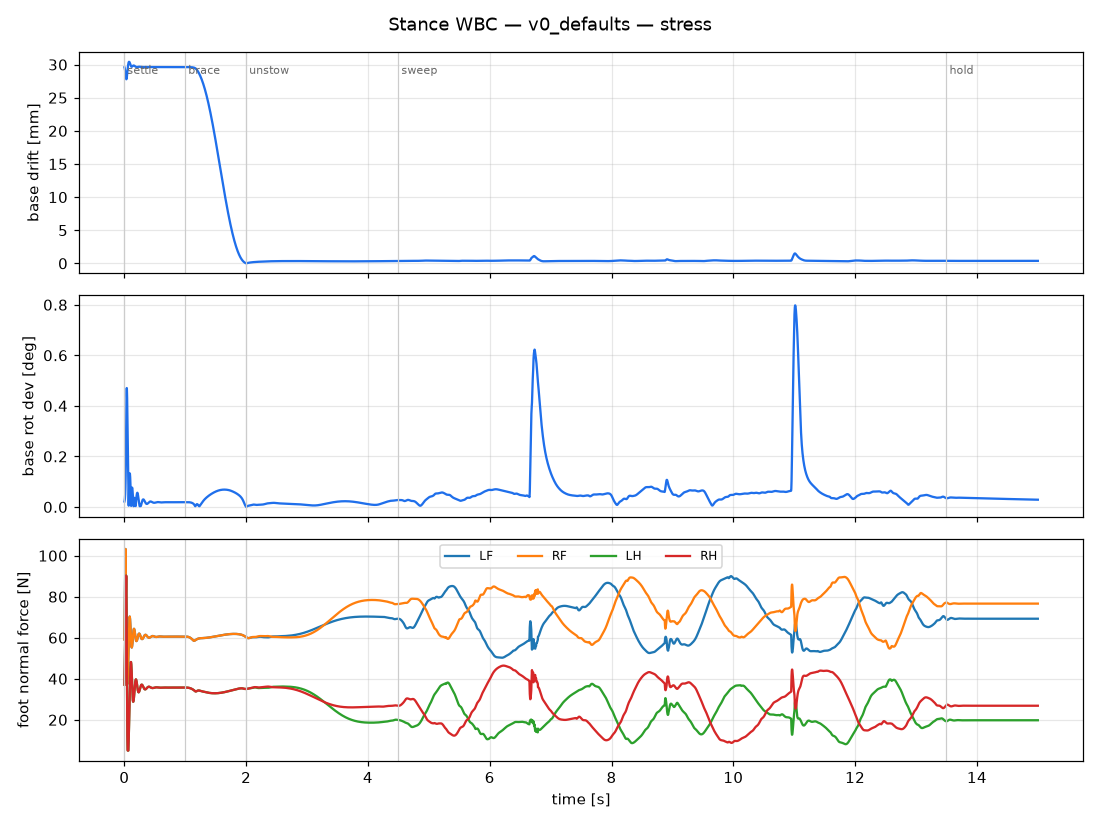 Stance WBC — v0_defaults — stress
base drift [mm]
30
25
20
15
10
5
0
settle
brace
unstow
sweep
hold
base rot dev [deg]
0.8
0.6
0.4
0.2
0.0
foot normal force [N]
100
80
60
40
20
LF RF LH RH
0 2 4 6 8 10 12 14
time [s]